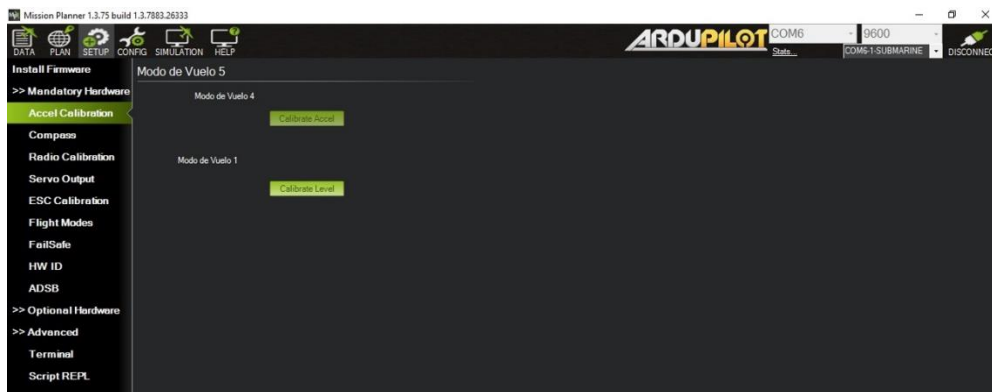 Mission Planner 1.3.75 build 1.3.7883.26333
DATA PLAN SETUP CONFIG SIMULATION HELP
ARDUPILOT
COM6 9600
Stats...
COM6-1-SUBMARINE
DISCONNEC
Install Firmware
>> Mandatory Hardware
Accel Calibration
Compass
Radio Calibration
Servo Output
ESC Calibration
Flight Modes
FailSafe
HW ID
ADSB
>> Optional Hardware
>> Advanced
Terminal
Script REPL
Modo de Vuelo 5
Modo de Vuelo 4
Calibrate Accel
Modo de Vuelo 1
Calibrate Level